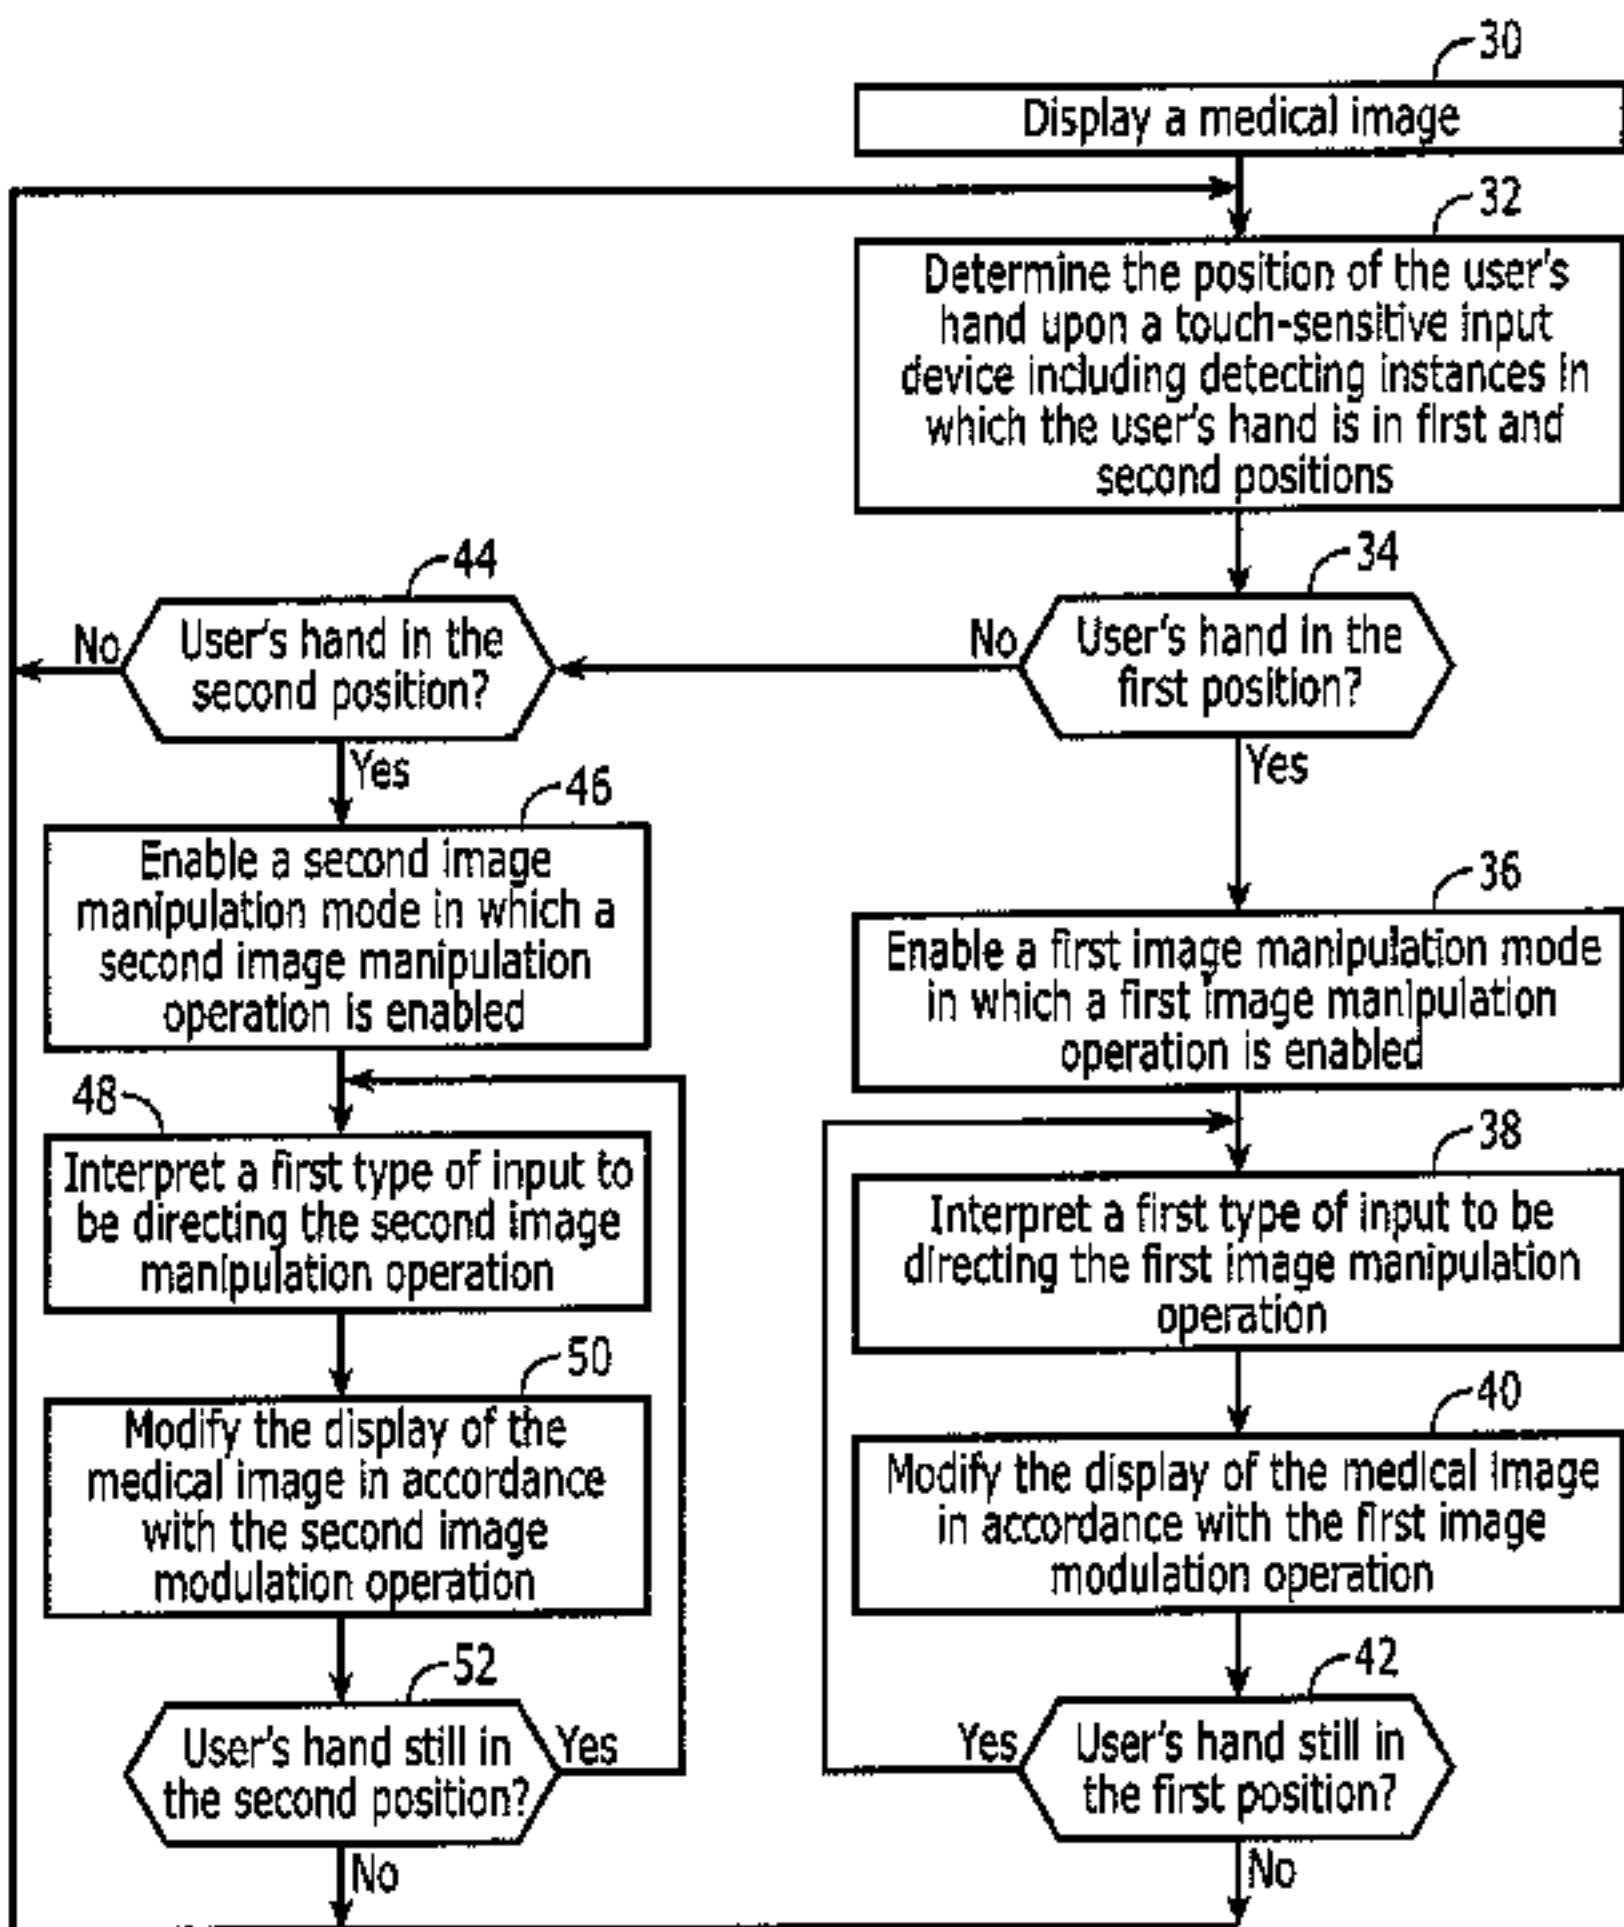 30
Display a medical image
32
Determine the position of the user's
hand upon a touch-sensitive input
device including detecting instances in
which the user's hand is in first and
second positions
34
User's hand in the
first position?
No
Yes
44
User's hand in the
second position?
No
Yes
46
Enable a second image
manipulation mode in which a
second image manipulation
operation is enabled
48
Interpret a first type of input to
be directing the second image
manipulation operation
50
Modify the display of the
medical image in accordance
with the second image
modulation operation
52
User's hand still in
the second position?
Yes
No
36
Enable a first image manipulation mode
in which a first image manipulation
operation is enabled
38
Interpret a first type of input to be
directing the first image manipulation
operation
40
Modify the display of the medical image
in accordance with the first image
modulation operation
42
User's hand still in
the first position?
Yes
No